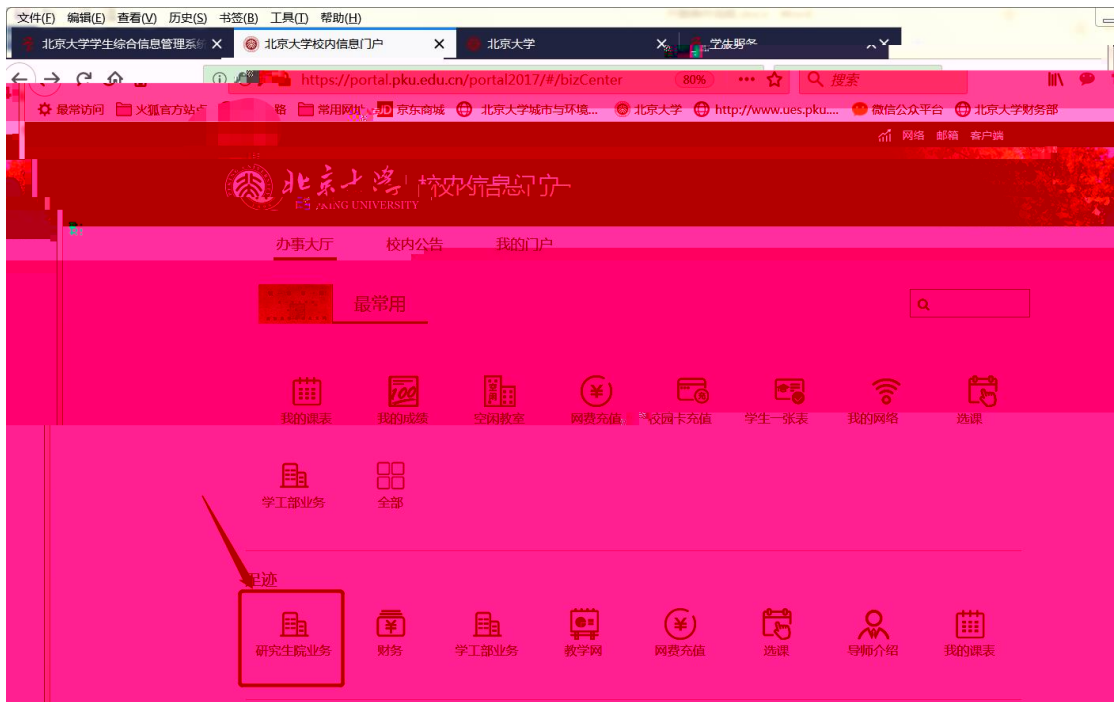 文件(F) 编辑(E) 查看(V) 历史(S) 书签(B) 工具(T) 帮助(H)
北京大学学生综合信息管理系统 北京大学校内信息门户 北京大学
https://portal.pku.edu.cn/portal2017/#/bizCenter 80% 搜索
最常访问 火狐官方站点 常用网址 JD 京东商城 北京大学城市与环境... 北京大学 http://www.ues.pku.... 微信公众平台 北京大学财务部
网络 邮箱 客户端
北京大学 校内信息门户
UNIVERSITY
办事大厅 校内公告 我的门户
最常用
我的课表 我的成绩 空闲教室 网费充值 校园卡充值 学生一张表 我的网络 选课
学工部业务 全部
足迹
研究生院业务 财务 学工部业务 教学网 网费充值 选课 导师介绍 我的课表